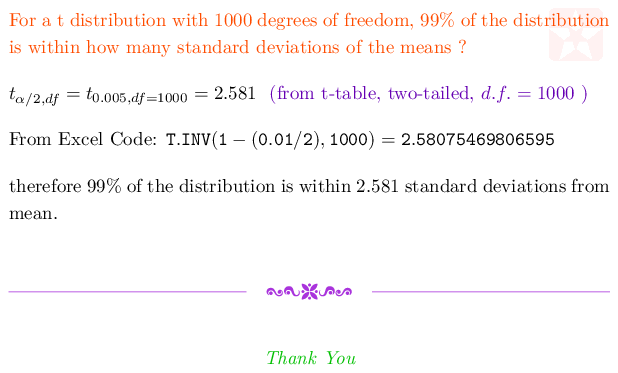 For a t distribution with 1000 degrees of freedom, 99% of the distribution
is within how many standard deviations of the means ?
t_{α/2,df} = t_{0.005,df=1000} = 2.581 (from t-table, two-tailed, d.f. = 1000 )
From Excel Code: T.INV(1 − (0.01/2), 1000) = 2.58075469806595
therefore 99% of the distribution is within 2.581 standard deviations from
mean.
Thank You